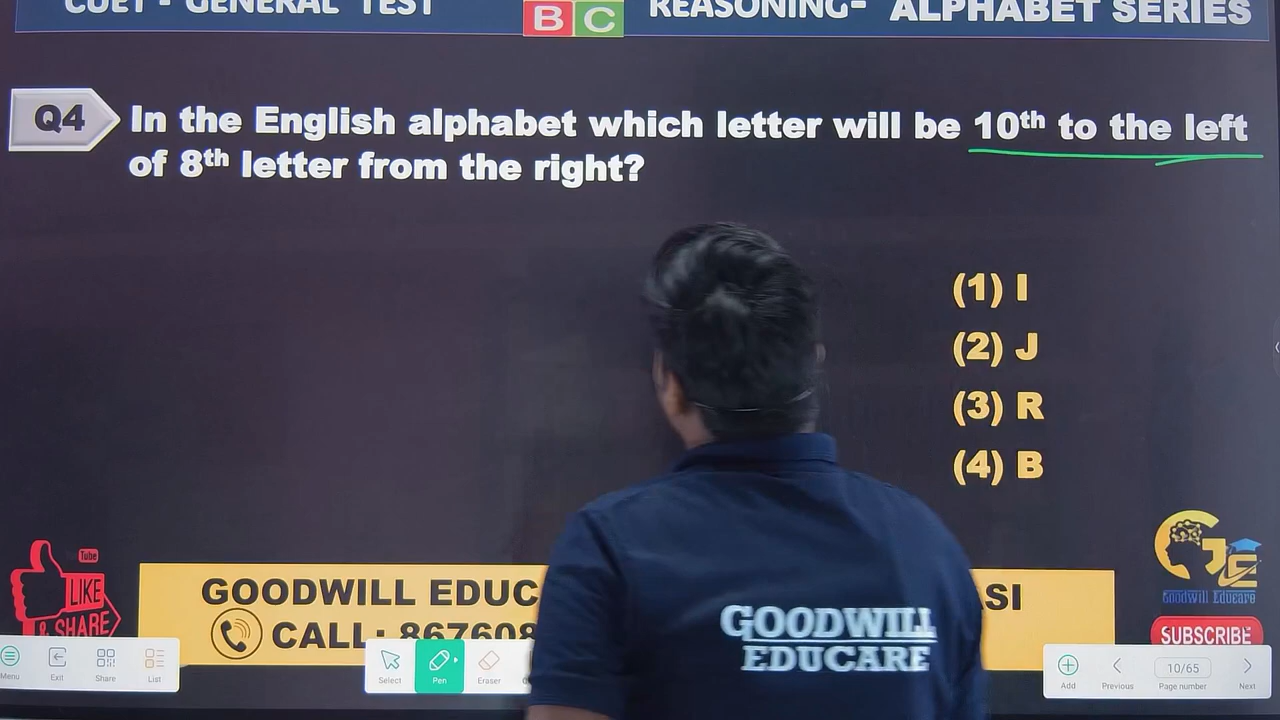 CUET - GENERAL TEST
B C
REASONING- ALPHABET SERIES
Q4
In the English alphabet which letter will be 10th to the left
of 8th letter from the right?
(1) I
(2) J
(3) R
(4) B
Tube
LIKE
& SHARE
GOODWILL EDUC
CALL: 867608
GOODWILL
EDUCARE
GE
Goodwill Educare
SUBSCRIBE
Menu
Exit
Share
List
Select
Pen
Eraser
Add
Previous
10/65
Page number
Next